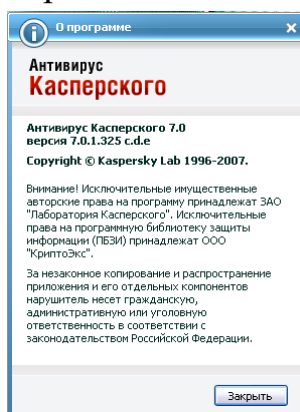 О программе
Антивирус
Касперского
Антивирус Касперского 7.0
версия 7.0.1.325 c.d.e
Copyright © Kaspersky Lab 1996-2007.
Внимание! Исключительные имущественные
авторские права на программу принадлежат ЗАО
"Лаборатория Касперского". Исключительные
права на программную библиотеку защиты
информации (ПБЗИ) принадлежат ООО
"КриптоЭкс".
За незаконное копирование и распространение
приложения и его отдельных компонентов
нарушитель несет гражданскую,
административную или уголовную
ответственность в соответствии с
законодательством Российской Федерации.
Закрыть